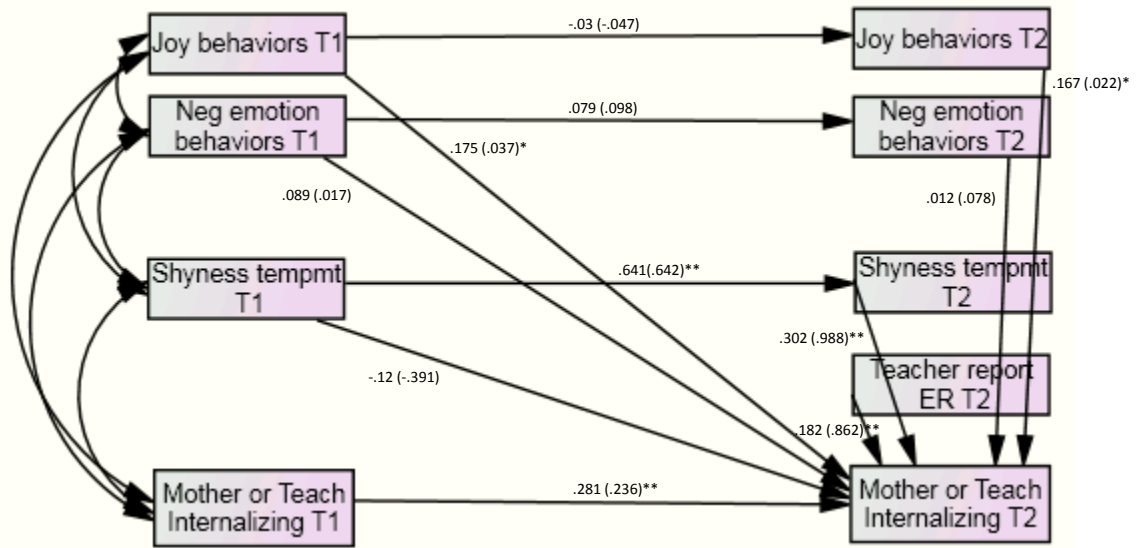 -.03 (-.047)
Joy behaviors T1
Joy behaviors T2
.167 (.022)*
Neg emotion
behaviors T1
.079 (.098)
Neg emotion
behaviors T2
.175 (.037)*
.089 (.017)
.012 (.078)
Shyness tempmt
T1
.641(.642)**
Shyness tempmt
T2
.302 (.988)**
-.12 (-.391)
Teacher report
ER T2
.182 (.862)**
Mother or Teach
Internalizing T1
.281 (.236)**
Mother or Teach
Internalizing T2